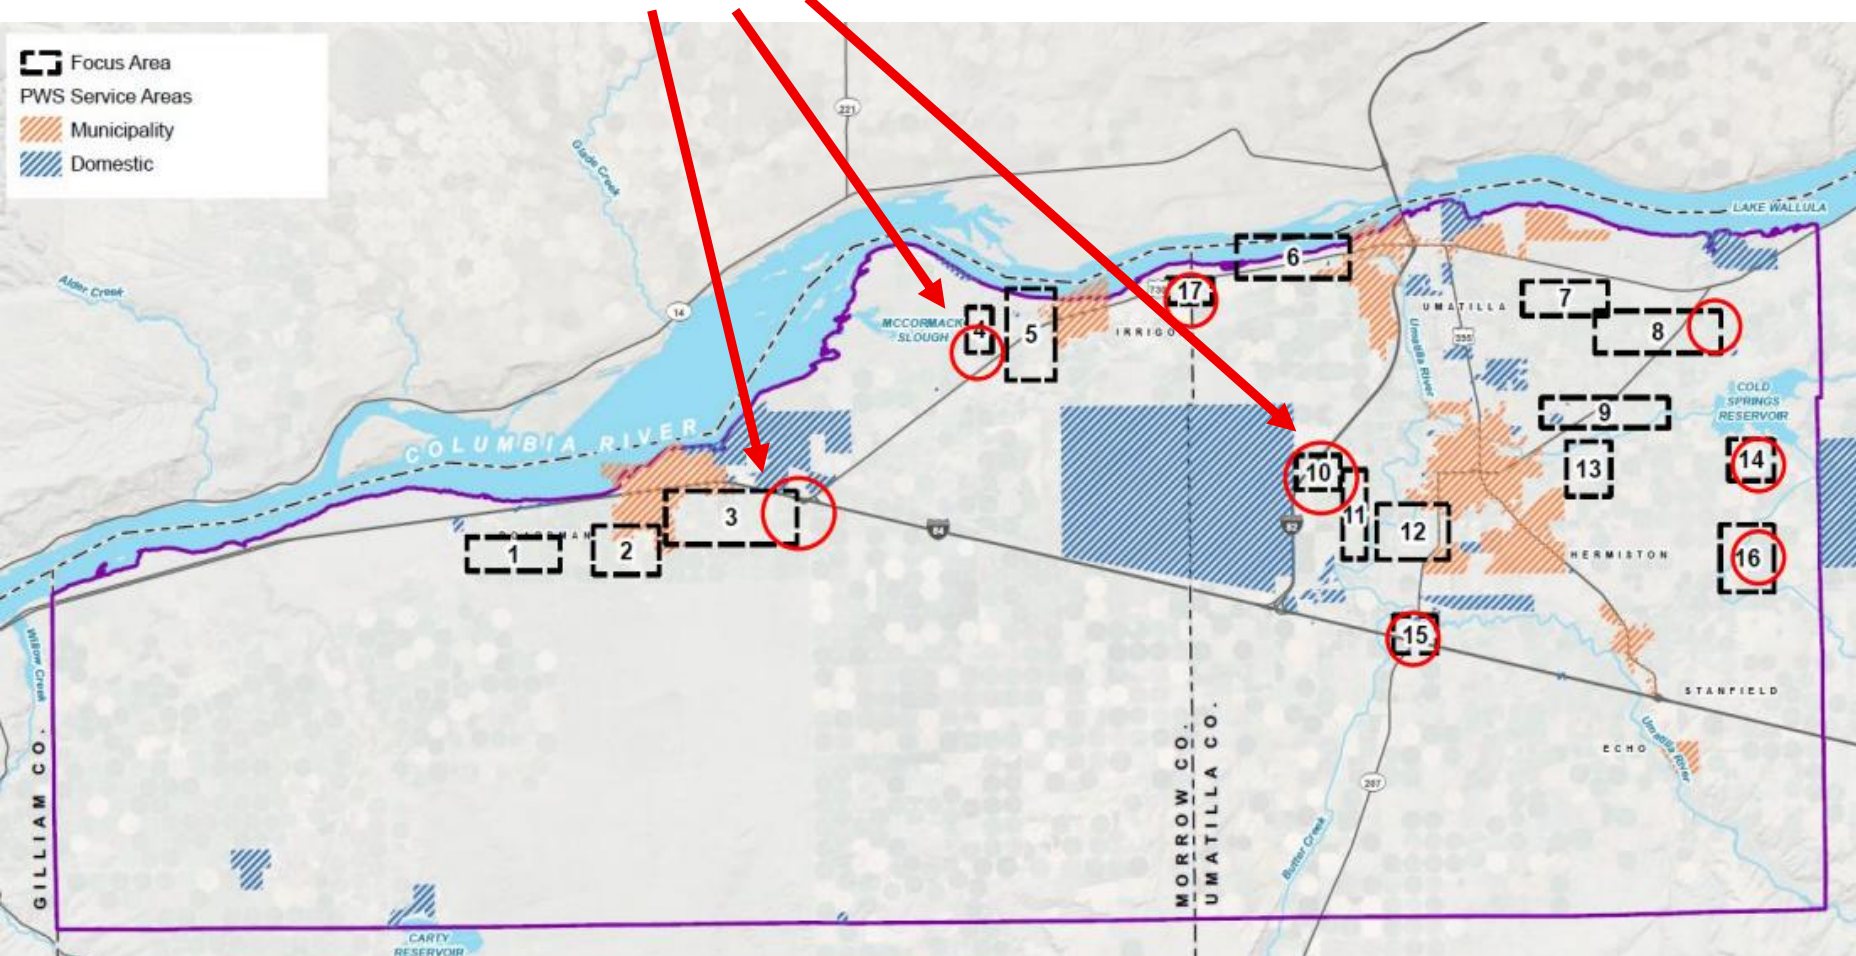 Focus Area
PWS Service Areas
Municipality
Domestic
221
Glade Creek
Alder Creek
14
LAKE WALLULA
6
17
730
MCCORMACK
SLOUGH
4
5
IRRIGO
UMATILLA
7
8
395
Umatilla River
COLD
SPRINGS
RESERVOIR
9
COLUMBIA RIVER
10
11
12
13
14
3
84
82
BOARDMAN
1
2
HERMISTON
16
15
Willow Creek
STANFIELD
ECHO
Umatilla River
GILLIAM CO.
MORROW CO.
UMATILLA CO.
207
Butter Creek
CARTY
RESERVOIR